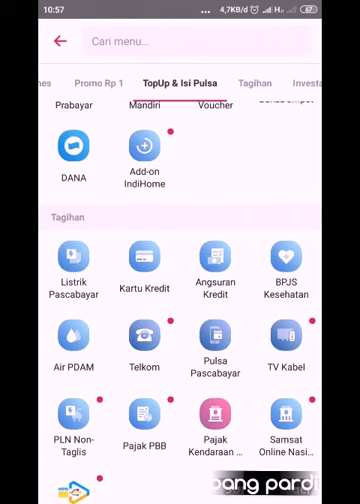 10:57
... 4,7KB/d H 67
Cari menu...
nes Promo Rp 1 TopUp & Isi Pulsa Tagihan Investa
Prabayar Mandiri Voucher
DANA
Add-on
IndiHome
Tagihan
Listrik
Pascabayar
Kartu Kredit
Angsuran
Kredit
BPJS
Kesehatan
Air PDAM
Telkom
Pulsa
Pascabayar
TV Kabel
PLN Non-
Taglis
Pajak PBB
Pajak
Kendaraan ...
Samsat
Online Nasi...
bang pardi